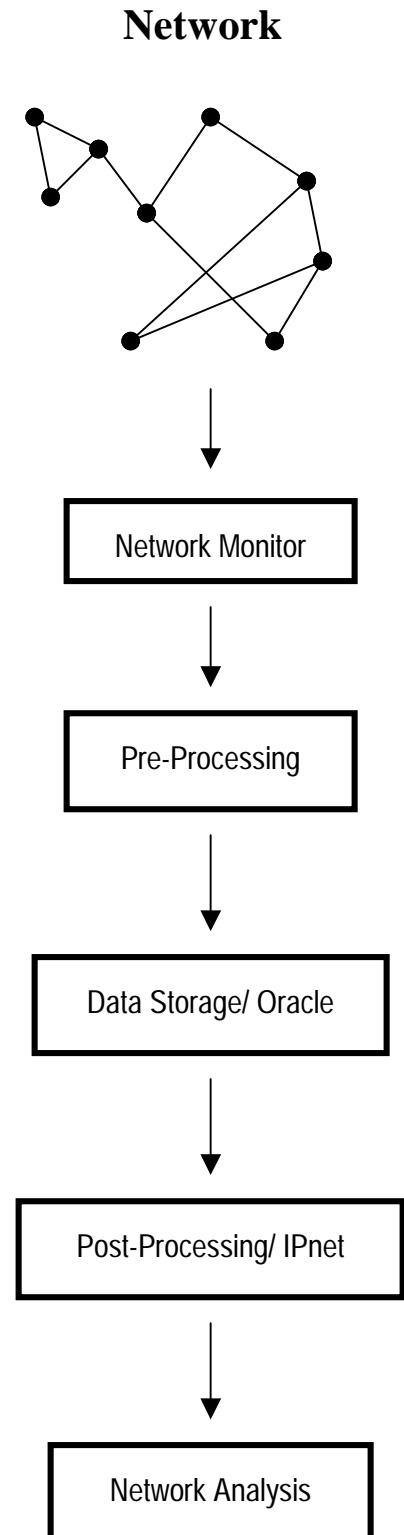 Network
Network Monitor
Pre-Processing
Data Storage/ Oracle
Post-Processing/ IPnet
Network Analysis